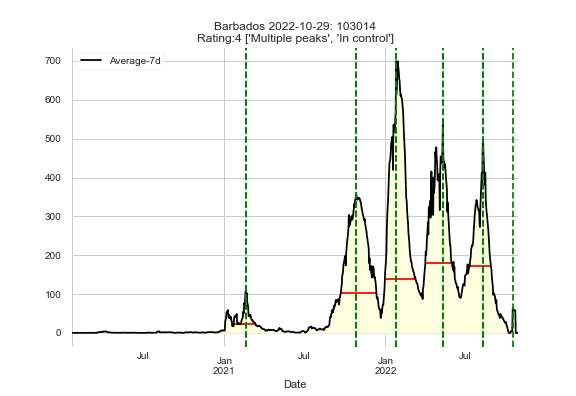 Barbados 2022-10-29: 103014
Rating:4 ['Multiple peaks', 'In control']
Average-7d
700
600
500
400
300
200
100
0
Jul
Jan
2021
Jul
Jan
2022
Jul
Date